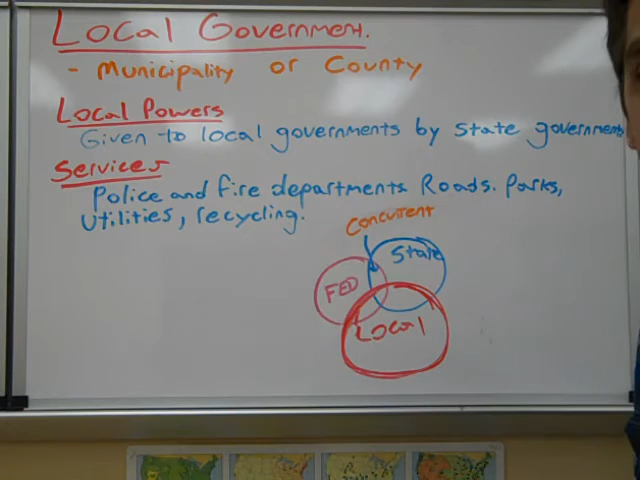 Local Government.
- Municipality or County
Local Powers
Given to local governments by state governments
Services
Police and fire departments Roads. Parks,
Utilities, recycling.
Concurrent
State
FED
Local